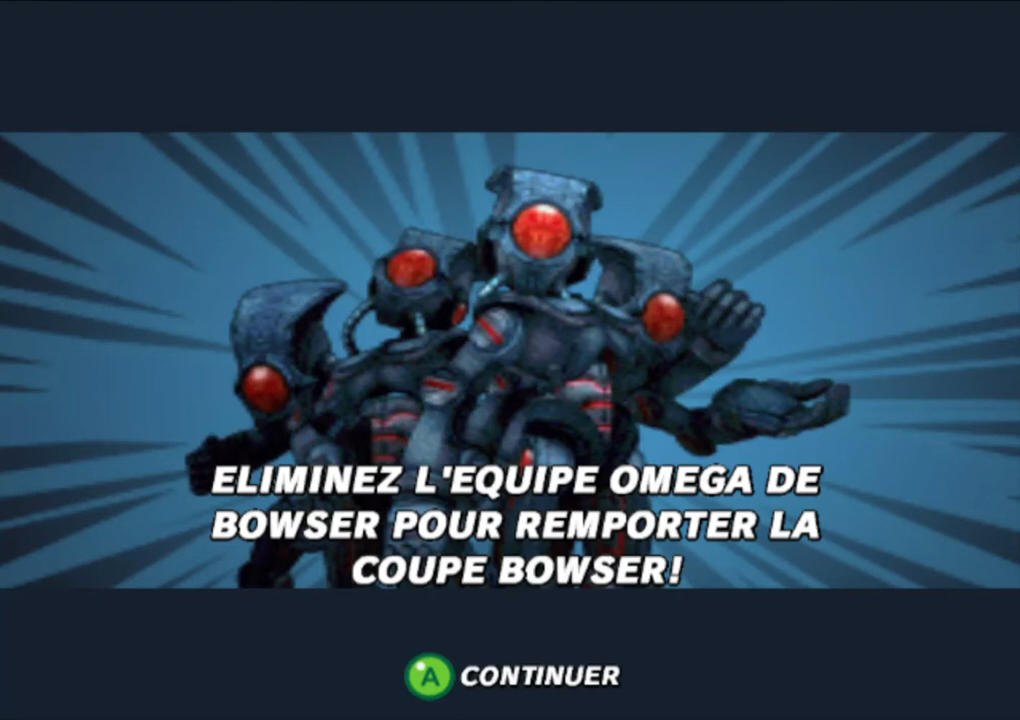 ELIMINEZ L'EQUIPE OMEGA DE
BOWSER POUR REMPORTER LA
COUPE BOWSER!
A CONTINUER